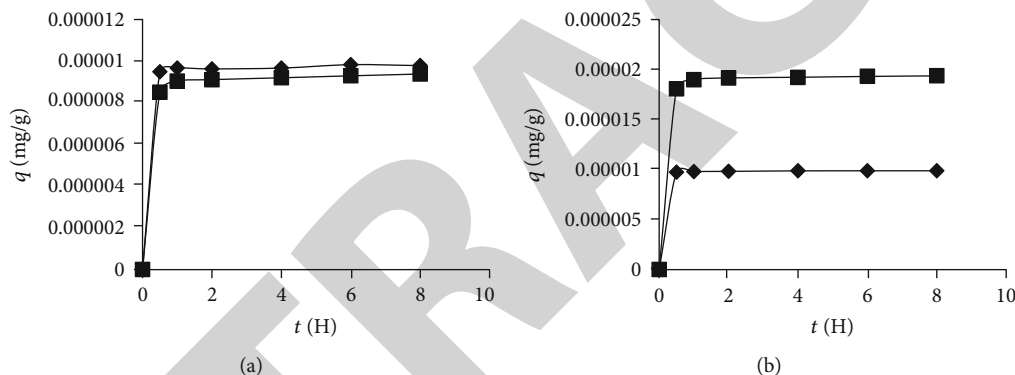 0.000012
0.00001
0.000008
0.000006
0.000004
0.000002
0
q (mg/g)
0 2 4 6 8 10
t (H)
(a)
0.000025
0.00002
0.000015
0.00001
0.000005
0
q (mg/g)
0 2 4 6 8 10
t (H)
(b)
TRAC